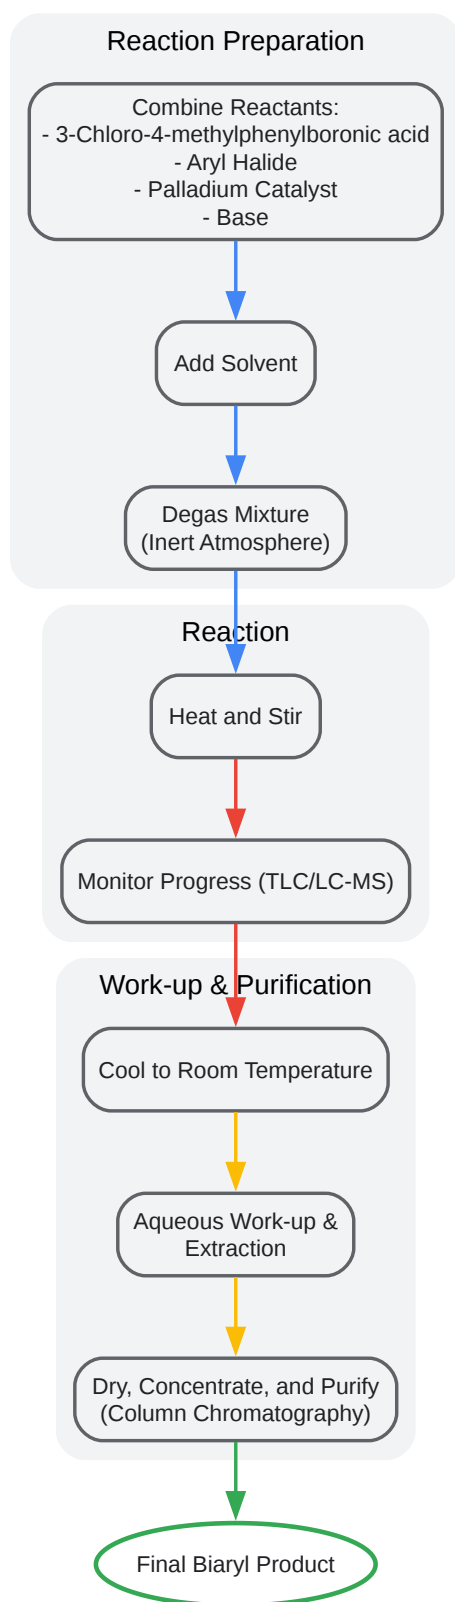 Reaction Preparation
Combine Reactants:
- 3-Chloro-4-methylphenylboronic acid
- Aryl Halide
- Palladium Catalyst
- Base
Add Solvent
Degas Mixture
(Inert Atmosphere)
Reaction
Heat and Stir
Monitor Progress (TLC/LC-MS)
Work-up & Purification
Cool to Room Temperature
Aqueous Work-up &
Extraction
Dry, Concentrate, and Purify
(Column Chromatography)
Final Biaryl Product